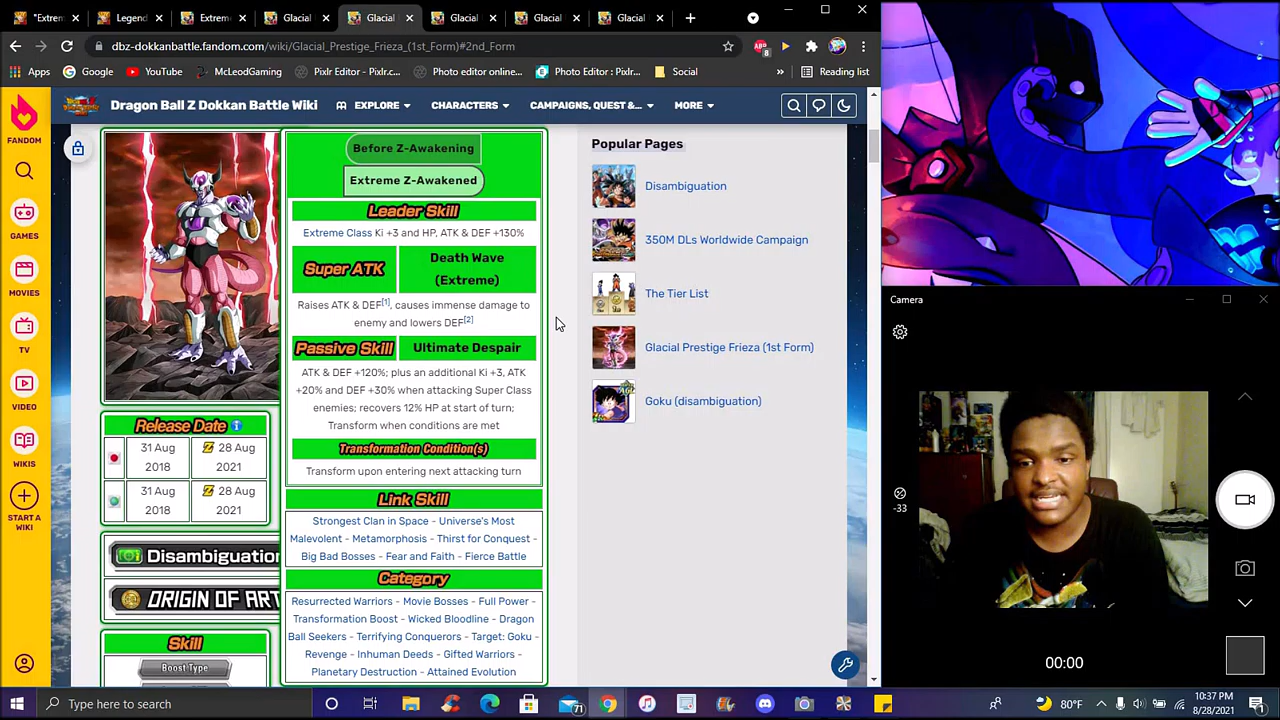 "Extrem
Legend
Extrem
Glacial
Glacial
Glacial
Glacial
Glacial
dbz-dokkanbattle.fandom.com/wiki/Glacial_Prestige_Frieza_(1st_Form)#2nd_Form
8
Apps
Google
YouTube
McLeodGaming
Pixlr Editor - Pixlr...
Photo editor online...
Photo Editor : Pixlr...
Social
»
Reading list
Dragon Ball Z Dokkan Battle Wiki
EXPLORE
CHARACTERS
CAMPAIGNS, QUEST &...
MORE
FANDOM
GAMES
MOVIES
TV
VIDEO
WIKIS
START A
WIKI
Before Z-Awakening
Extreme Z-Awakened
Leader Skill
Extreme Class Ki +3 and HP, ATK & DEF +130%
Super ATK
Death Wave
(Extreme)
Raises ATK & DEF[1], causes immense damage to
enemy and lowers DEF[2]
Passive Skill
Ultimate Despair
ATK & DEF +120%; plus an additional Ki +3, ATK
+20% and DEF +30% when attacking Super Class
enemies; recovers 12% HP at start of turn;
Transform when conditions are met
Transformation Condition(s)
Transform upon entering next attacking turn
Link Skill
Strongest Clan in Space - Universe's Most
Malevolent - Metamorphosis - Thirst for Conquest -
Big Bad Bosses - Fear and Faith - Fierce Battle
Category
Resurrected Warriors - Movie Bosses - Full Power -
Transformation Boost - Wicked Bloodline - Dragon
Ball Seekers - Terrifying Conquerors - Target: Goku -
Revenge - Inhuman Deeds - Gifted Warriors -
Planetary Destruction - Attained Evolution
Release Date
31 Aug
2018
Z 28 Aug
2021
31 Aug
2018
Z 28 Aug
2021
Disambiguation
ORIGIN OF ART
Skill
Boost Type
Popular Pages
Disambiguation
350M DLs Worldwide Campaign
The Tier List
Glacial Prestige Frieza (1st Form)
Goku (disambiguation)
Camera
-33
00:00
Type here to search
71
80°F
10:37 PM
8/28/2021